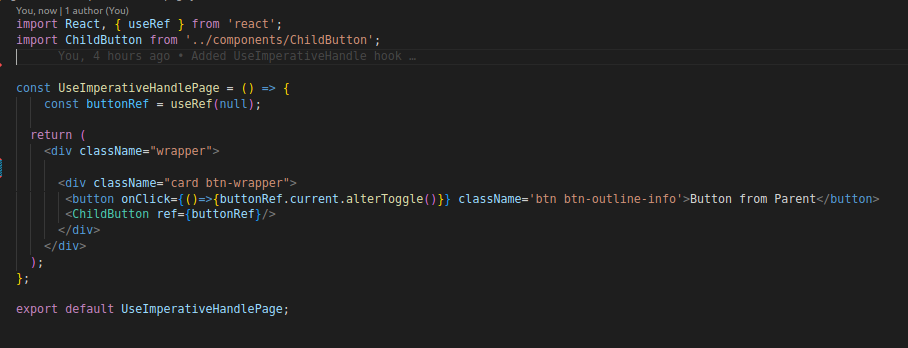 You, now | 1 author (You)
import React, { useRef } from 'react';
import ChildButton from '../components/ChildButton';
You, 4 hours ago • Added UseImperativeHandle hook …
const UseImperativeHandlePage = () => {
const buttonRef = useRef(null);
return (
<div className="wrapper">
<div className="card btn-wrapper">
<button onClick={()=>{buttonRef.current.alterToggle()}} className='btn btn-outline-info'>Button from Parent</button>
<ChildButton ref={buttonRef}/>
</div>
</div>
);
};
export default UseImperativeHandlePage;